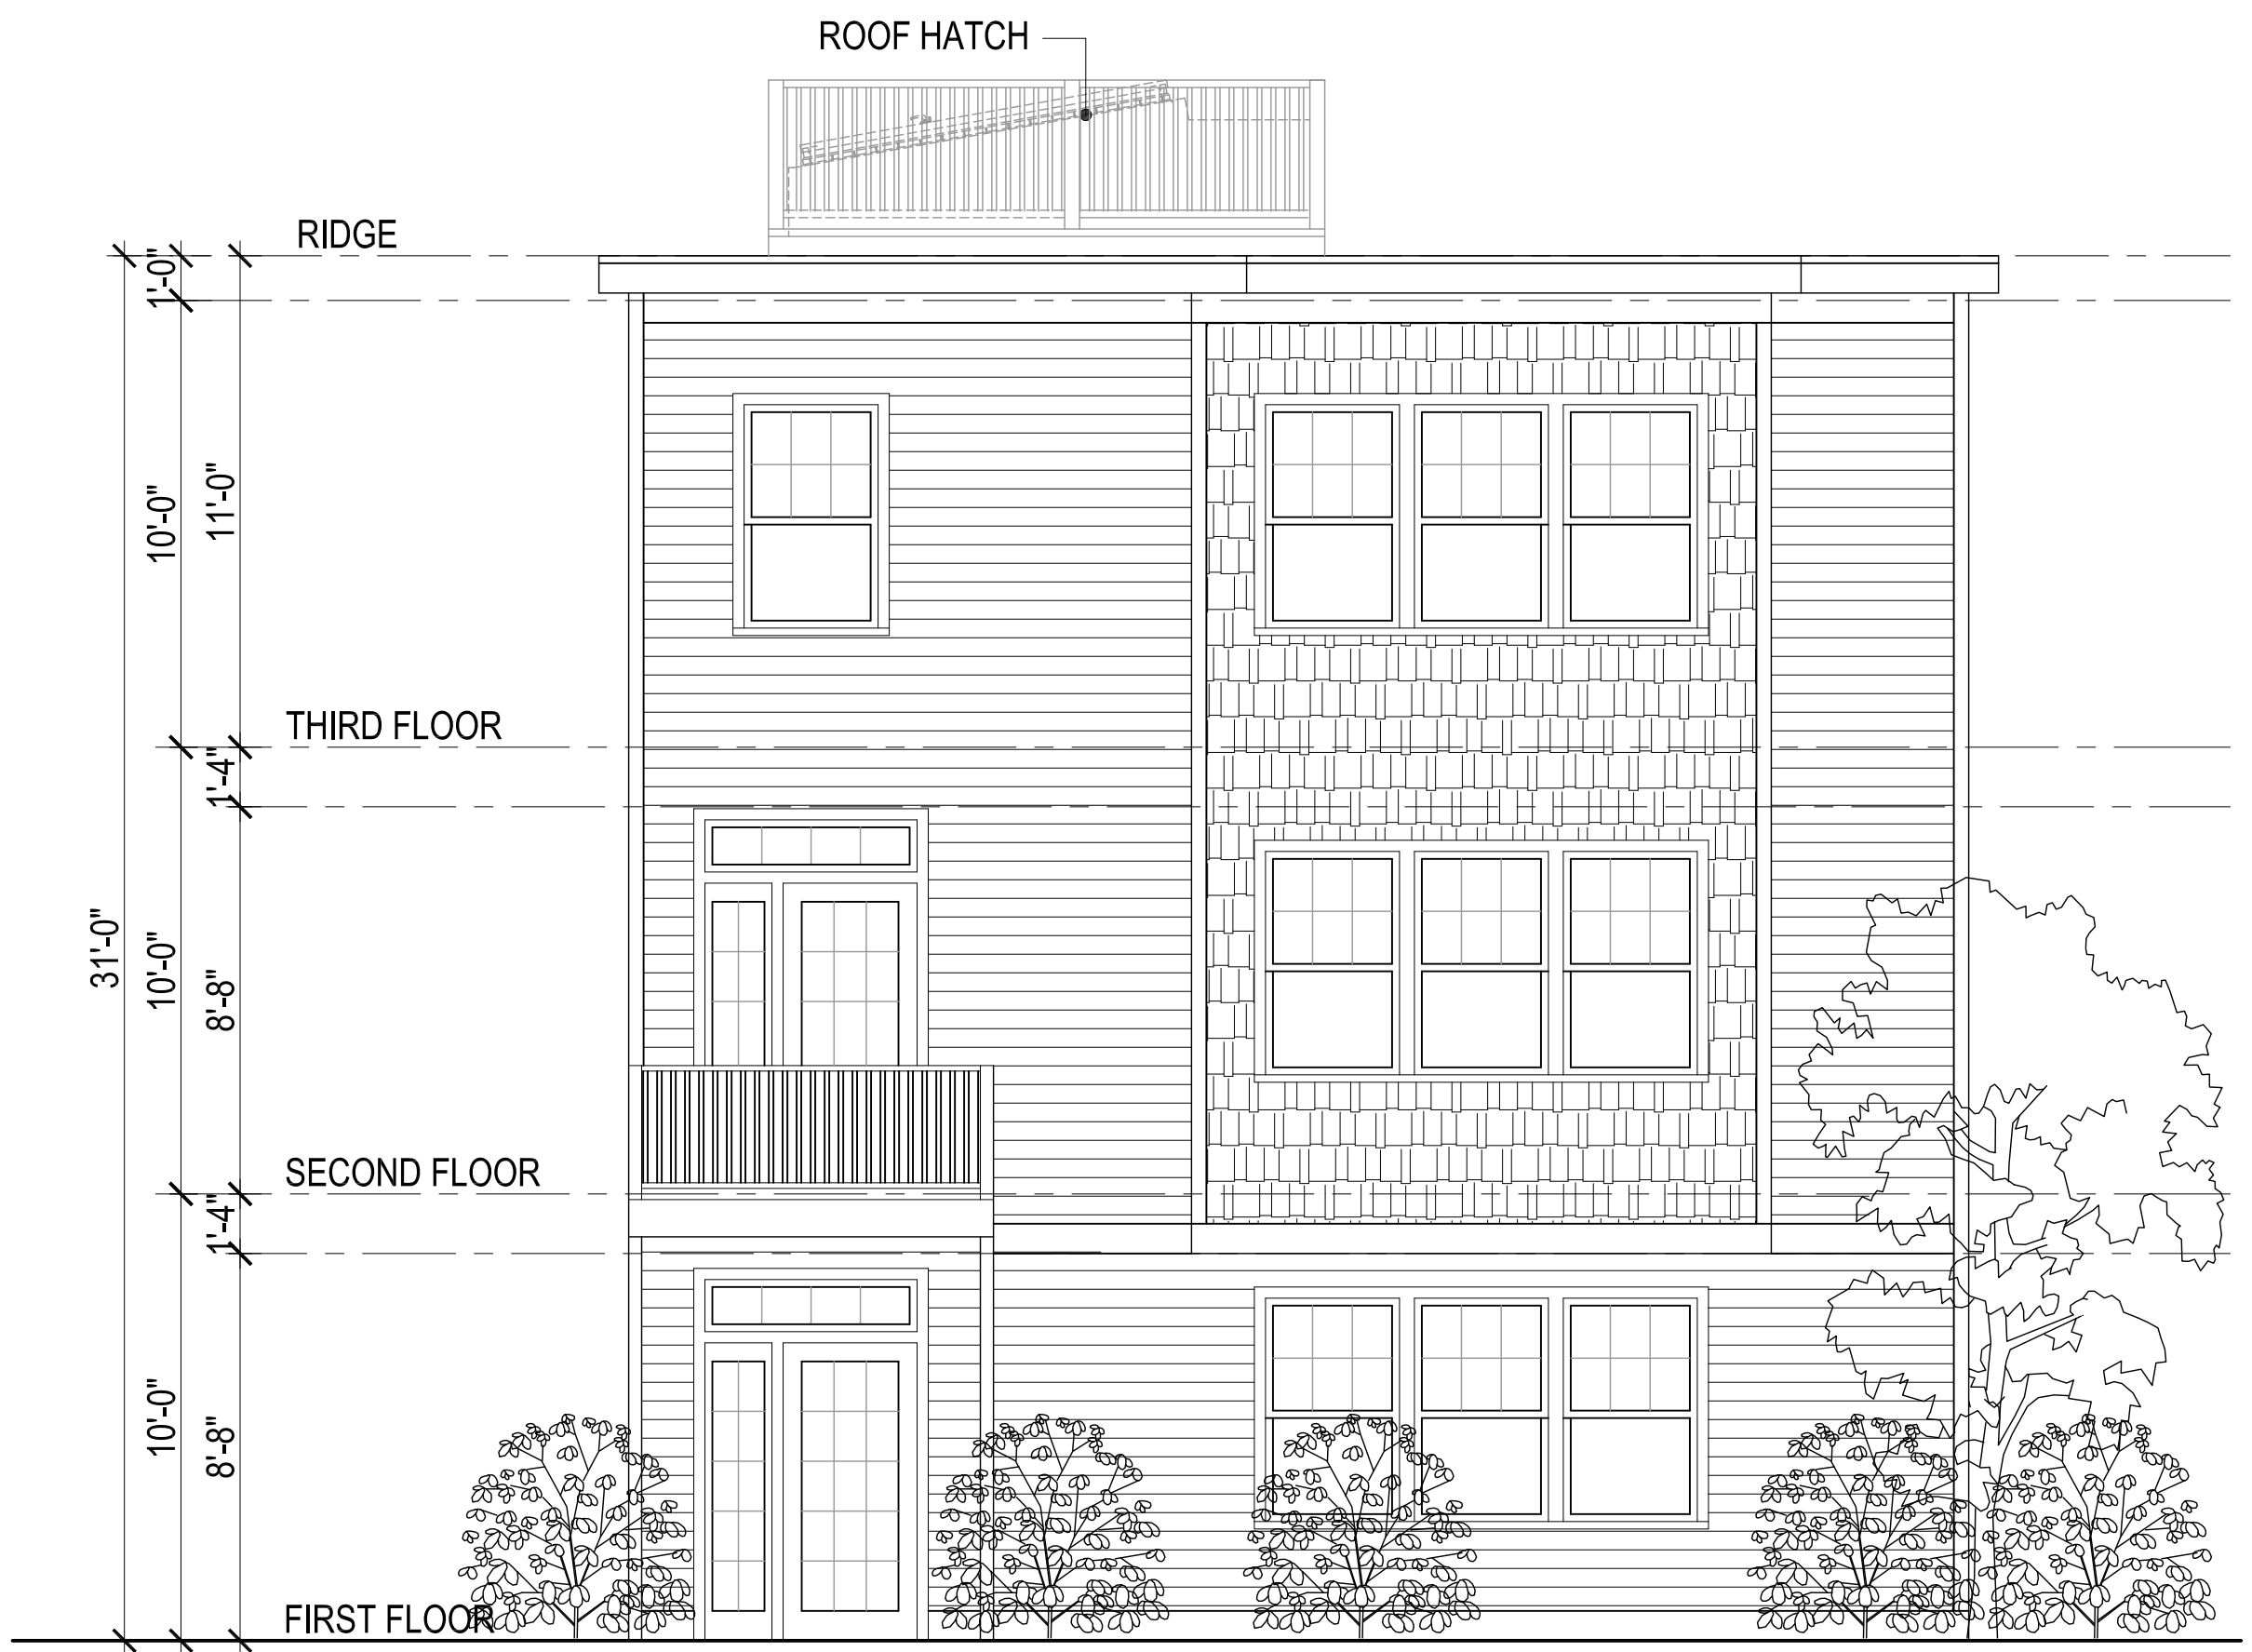 ROOF HATCH
RIDGE
1'-0"
10'-0"
11'-0"
THIRD FLOOR
1'-4"
31'-0"
10'-0"
8'-8"
SECOND FLOOR
1'-4"
10'-0"
8'-8"
FIRST FLOOR